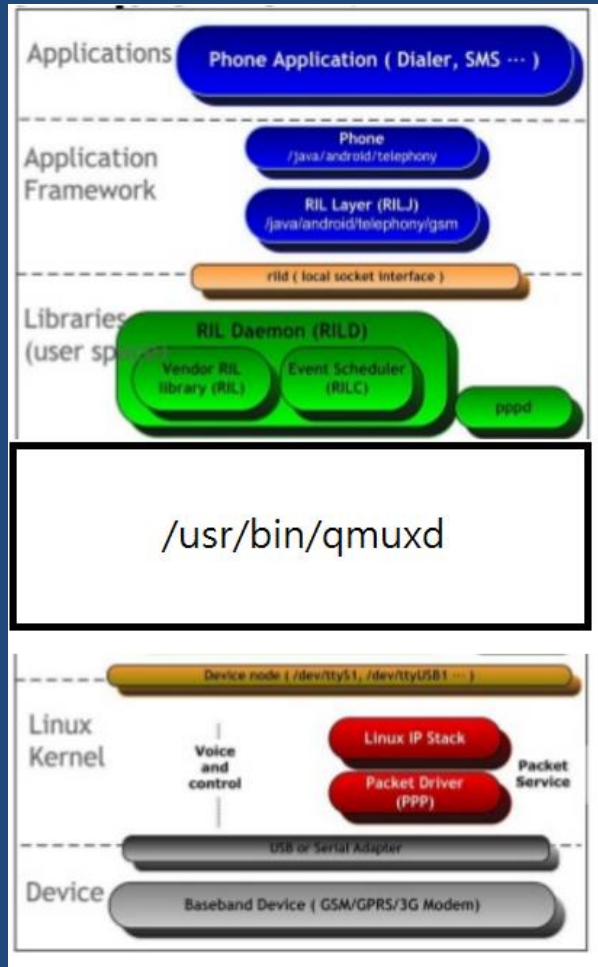 Applications
Phone Application ( Dialer, SMS ··· )
Application
Framework
Phone
/java/android/telephony
RIL Layer (RILJ)
/java/android/telephony/gsm
rild ( local socket interface )
Libraries
(user space)
RIL Daemon (RILD)
Vendor RIL
library (RIL)
Event Scheduler
(RILC)
pppd
/usr/bin/qmuxd
Device node ( /dev/ttyS1, /dev/ttyUSB1 ··· )
Linux
Kernel
Voice
and
control
Linux IP Stack
Packet Driver
(PPP)
Packet
Service
USB or Serial Adapter
Device
Baseband Device ( GSM/GPRS/3G Modem)